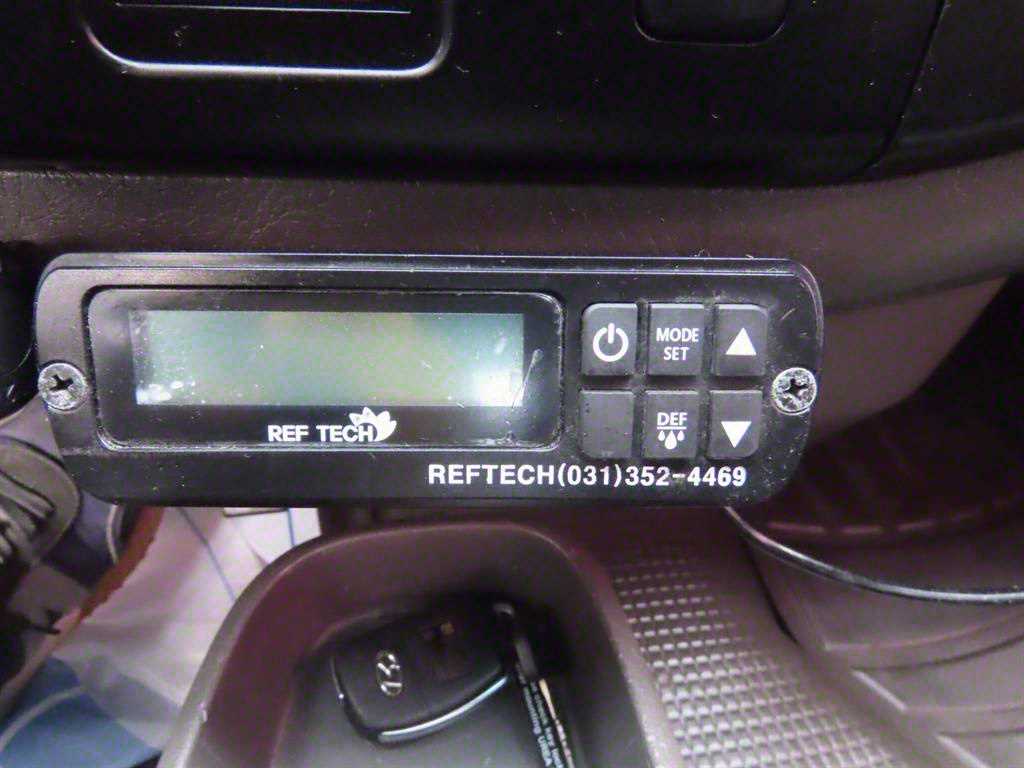 MODE
SET
REF TECH
DEF
REFTECH(031)352-4469